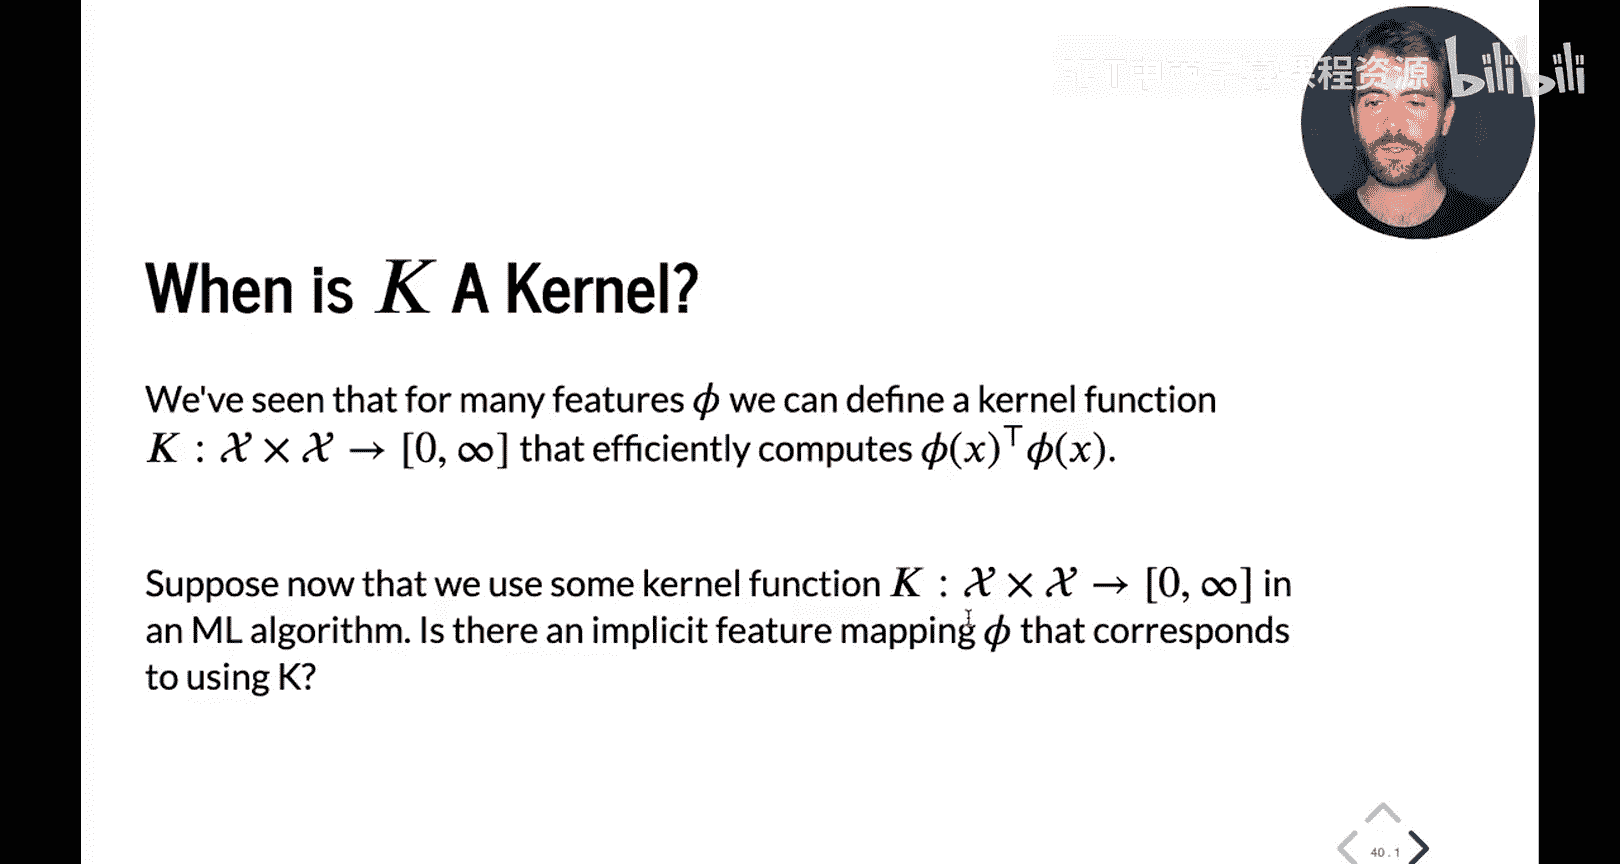 课程资源 bilibili
When is K A Kernel?
We've seen that for many features ϕ we can define a kernel function
K : 𝒳 × 𝒳 → [0, ∞] that efficiently computes ϕ(x)⊤ϕ(x).
Suppose now that we use some kernel function K : 𝒳 × 𝒳 → [0, ∞] in
an ML algorithm. Is there an implicit feature mapping ϕ that corresponds
to using K?
40.1